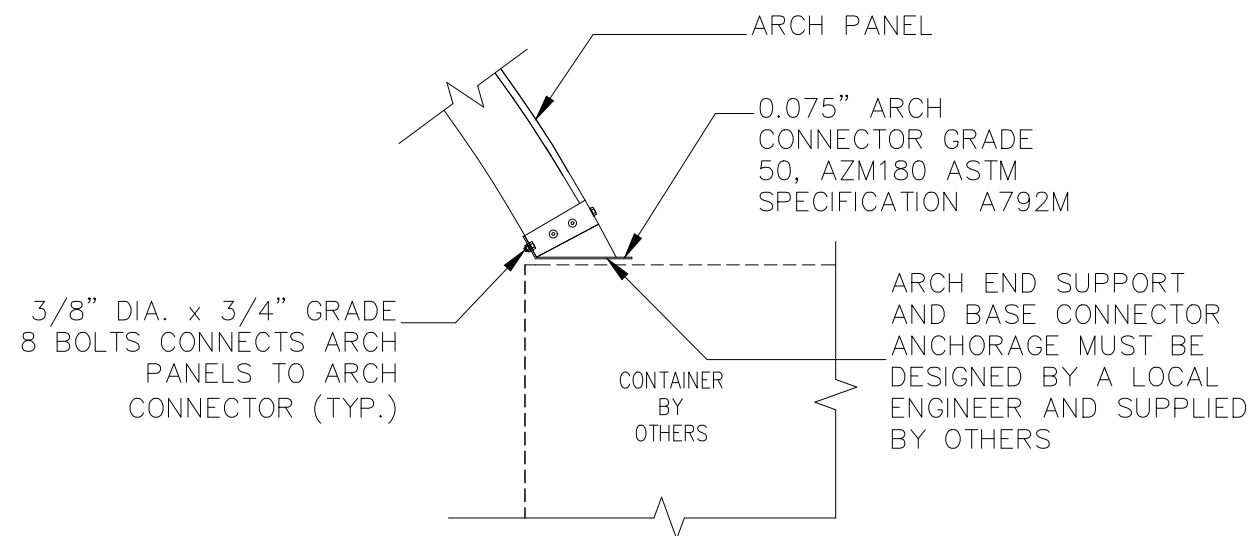 ARCH PANEL
0.075" ARCH
CONNECTOR GRADE
50, AZM180 ASTM
SPECIFICATION A792M
3/8" DIA. x 3/4" GRADE
8 BOLTS CONNECTS ARCH
PANELS TO ARCH
CONNECTOR (TYP.)
CONTAINER
BY
OTHERS
ARCH END SUPPORT
AND BASE CONNECTOR
ANCHORAGE MUST BE
DESIGNED BY A LOCAL
ENGINEER AND SUPPLIED
BY OTHERS